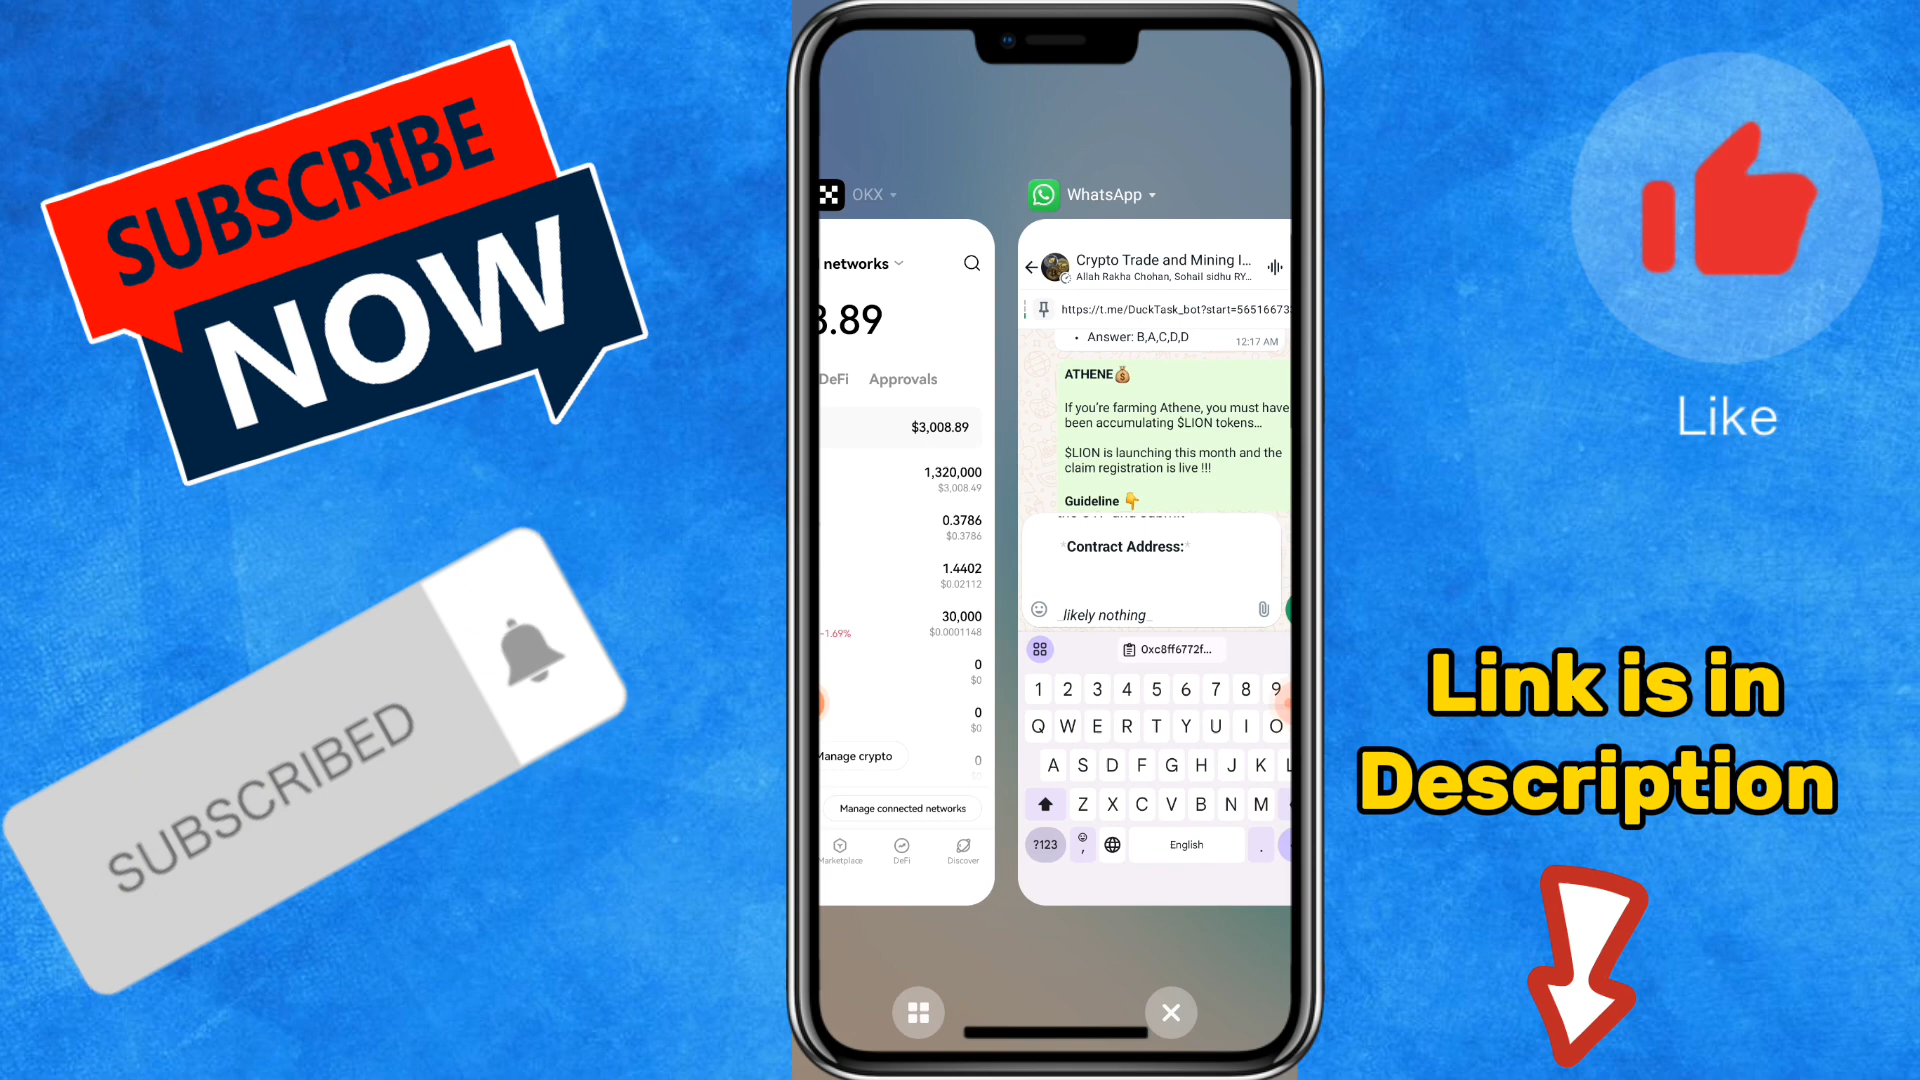 SUBSCRIBE
NOW
SUBSCRIBED
OKX
networks
3.89
DeFi Approvals
$3,008.89
1,320,000
$3,008.49
0.3786
$0.3786
1.4402
$0.02112
30,000
-1.69% $0.0001148
0
$0
0
$0
Manage crypto 0
$0
Manage connected networks
Marketplace DeFi Discover
WhatsApp
Crypto Trade and Mining I...
Allah Rakha Chohan, Sohail sidhu RY...
https://t.me/DuckTask_bot?start=56516673
• Answer: B,A,C,D,D
12:17 AM
ATHENE💰
If you're farming Athene, you must have
been accumulating $LION tokens...
$LION is launching this month and the
claim registration is live !!!
Guideline 👇
*Contract Address:*
_likely nothing_
0xc8ff6772f...
1 2 3 4 5 6 7 8 9
Q W E R T Y U I O
A S D F G H J K L
Z X C V B N M
?123 , English .
Like
Link is in
Description